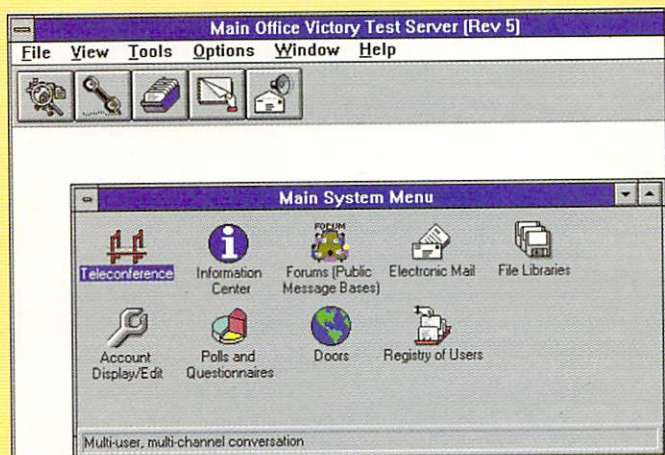 Main Office Victory Test Server (Rev 5)
File View Tools Options Window Help
Main System Menu
Teleconference
Information
Center
FORUM
Forums (Public
Message Bases)
Electronic Mail
File Libraries
Account
Display/Edit
Polls and
Questionnaires
Doors
Registry of Users
Multi-user, multi-channel conversation